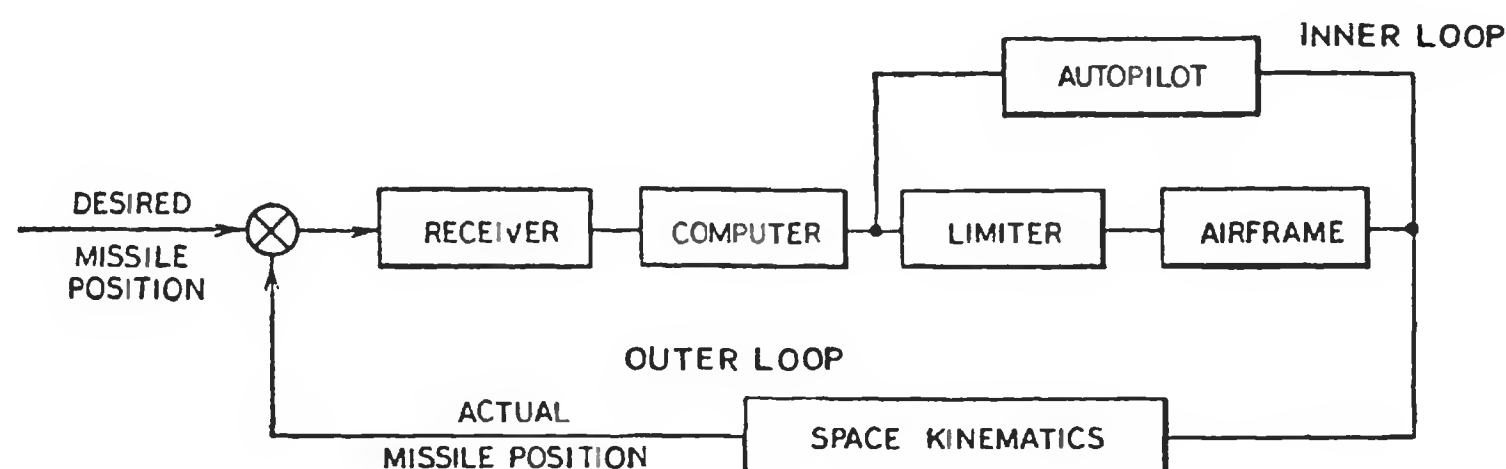 INNER LOOP
AUTOPILOT
DESIRED
MISSILE
POSITION
RECEIVER
COMPUTER
LIMITER
AIRFRAME
OUTER LOOP
ACTUAL
MISSILE POSITION
SPACE KINEMATICS